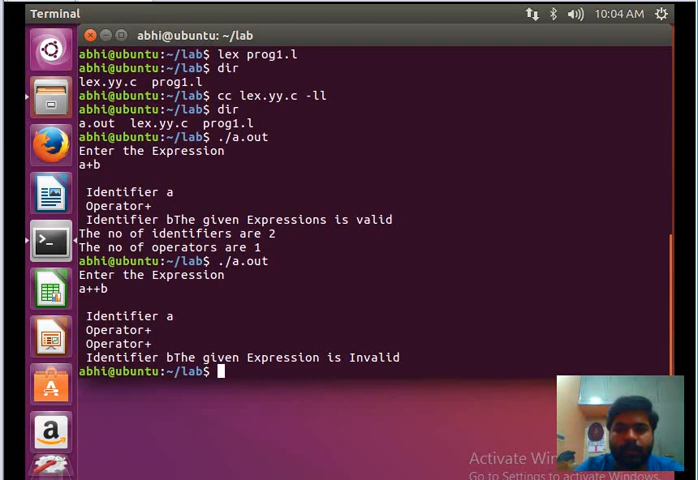 Terminal
10:04 AM
abhi@ubuntu: ~/lab
abhi@ubuntu:~/lab$ lex prog1.l
abhi@ubuntu:~/lab$ dir
lex.yy.c  prog1.l
abhi@ubuntu:~/lab$ cc lex.yy.c -ll
abhi@ubuntu:~/lab$ dir
a.out  lex.yy.c  prog1.l
abhi@ubuntu:~/lab$ ./a.out
Enter the Expression
a+b
Identifier a
Operator+
Identifier bThe given Expressions is valid
The no of identifiers are 2
The no of operators are 1
abhi@ubuntu:~/lab$ ./a.out
Enter the Expression
a++b
Identifier a
Operator+
Operator+
Identifier bThe given Expression is Invalid
abhi@ubuntu:~/lab$
Activate Win
Go to Settings to activate Windows.